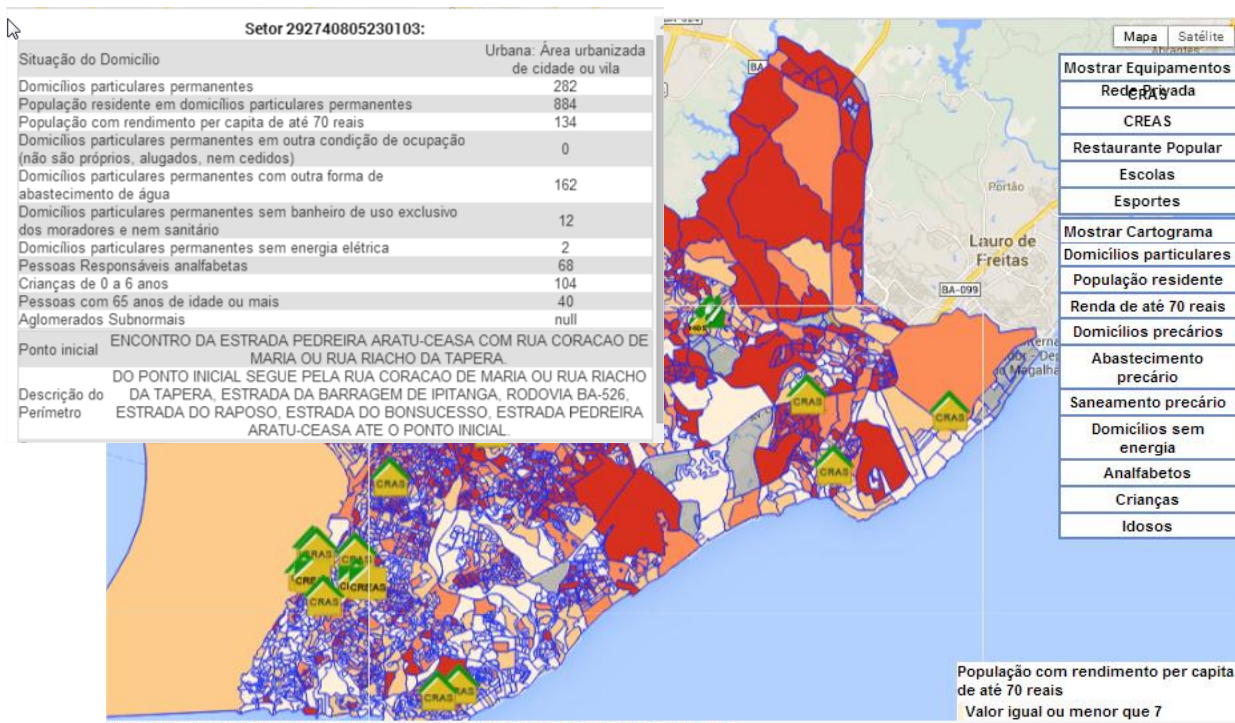 Setor 292740805230103:
Situação do Domicílio
Urbana: Área urbanizada
de cidade ou vila
Domicílios particulares permanentes 282
População residente em domicílios particulares permanentes 884
População com rendimento per capita de até 70 reais 134
Domicílios particulares permanentes em outra condição de ocupação
(não são próprios, alugados, nem cedidos) 0
Domicílios particulares permanentes com outra forma de
abastecimento de água 162
Domicílios particulares permanentes sem banheiro de uso exclusivo
dos moradores e nem sanitário 12
Domicílios particulares permanentes sem energia elétrica 2
Pessoas Responsáveis analfabetas 68
Crianças de 0 a 6 anos 104
Pessoas com 65 anos de idade ou mais 40
Aglomerados Subnormais null
Ponto inicial ENCONTRO DA ESTRADA PEDREIRA ARATU-CEASA COM RUA CORACAO DE
MARIA OU RUA RIACHO DA TAPERA.
Descrição do
Perímetro
DO PONTO INICIAL SEGUE PELA RUA CORACAO DE MARIA OU RUA RIACHO
DA TAPERA, ESTRADA DA BARRAGEM DE IPITANGA, RODOVIA BA-526,
ESTRADA DO RAPOSO, ESTRADA DO BONSUCESSO, ESTRADA PEDREIRA
ARATU-CEASA ATE O PONTO INICIAL.
Mapa Satélite
Mostrar Equipamentos
Rede Privada
CRAS
CREAS
Restaurante Popular
Escolas
Esportes
Mostrar Cartograma
Domicílios particulares
População residente
Renda de até 70 reais
Domicílios precários
Abastecimento
precário
Saneamento precário
Domicílios sem
energia
Analfabetos
Crianças
Idosos
BA
Portão
Lauro de
Freitas
BA-099
CRAS
CRAS
CRAS
CRAS
CRAS
CRAS
CREAS
CREAS
CRAS
CRAS
CRAS
População com rendimento per capita
de até 70 reais
Valor igual ou menor que 7